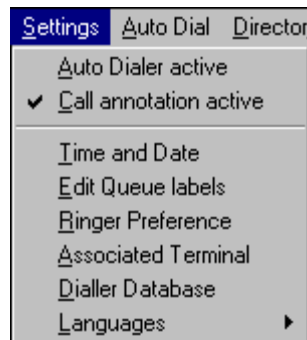 Settings Auto Dial Director
Auto Dialer active
✓ Call annotation active
Time and Date
Edit Queue labels
Ringer Preference
Associated Terminal
Dialler Database
Languages